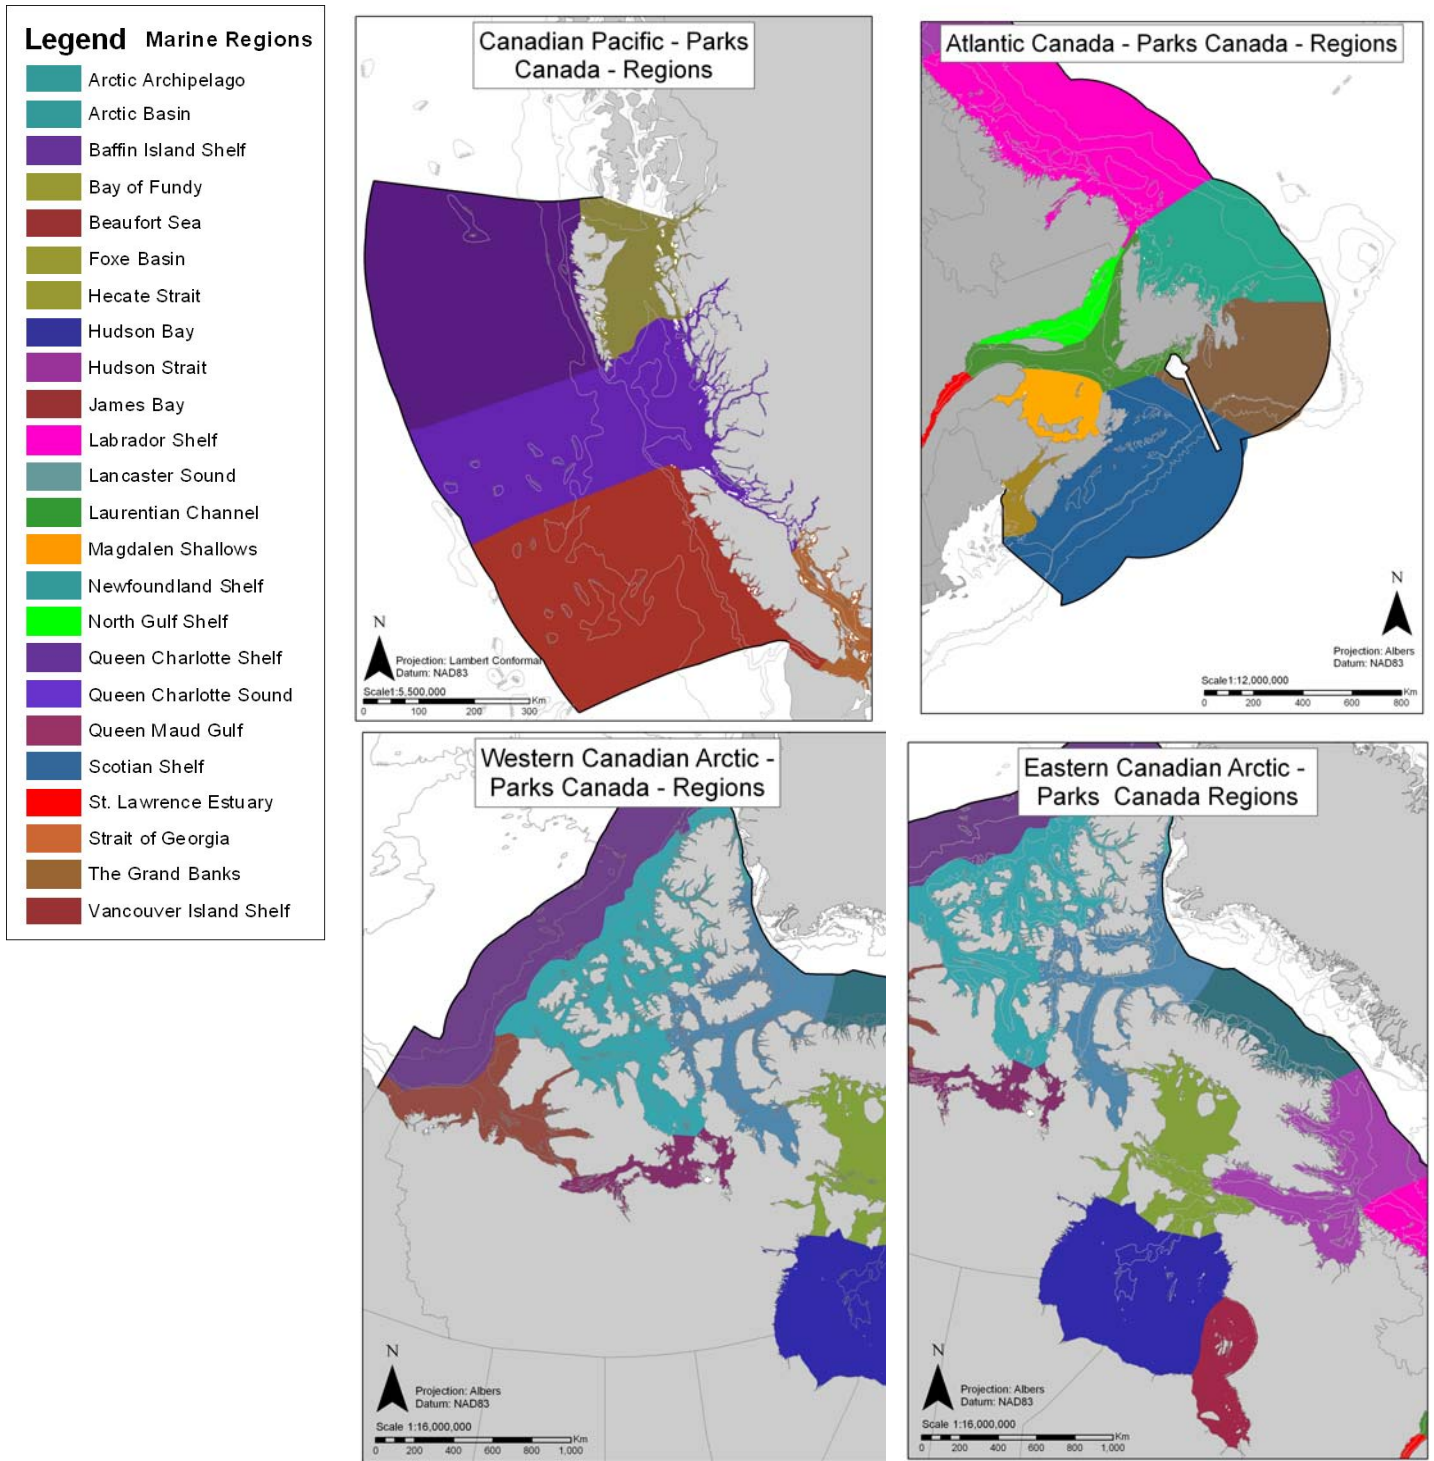 Legend Marine Regions
Arctic Archipelago
Arctic Basin
Baffin Island Shelf
Bay of Fundy
Beaufort Sea
Foxe Basin
Hecate Strait
Hudson Bay
Hudson Strait
James Bay
Labrador Shelf
Lancaster Sound
Laurentian Channel
Magdalen Shallows
Newfoundland Shelf
North Gulf Shelf
Queen Charlotte Shelf
Queen Charlotte Sound
Queen Maud Gulf
Scotian Shelf
St. Lawrence Estuary
Strait of Georgia
The Grand Banks
Vancouver Island Shelf
Canadian Pacific - Parks
Canada - Regions
N
Projection: Lambert Conformal
Datum: NAD83
Scale1:5,500,000
Km
0 100 200 300
Atlantic Canada - Parks Canada - Regions
N
Projection: Albers
Datum: NAD83
Scale1:12,000,000
Km
0 200 400 600 800
Western Canadian Arctic -
Parks Canada - Regions
N
Projection: Albers
Datum: NAD83
Scale 1:16,000,000
Km
0 200 400 600 800 1,000
Eastern Canadian Arctic -
Parks Canada Regions
N
Projection: Albers
Datum: NAD83
Scale 1:16,000,000
Km
0 200 400 600 800 1,000